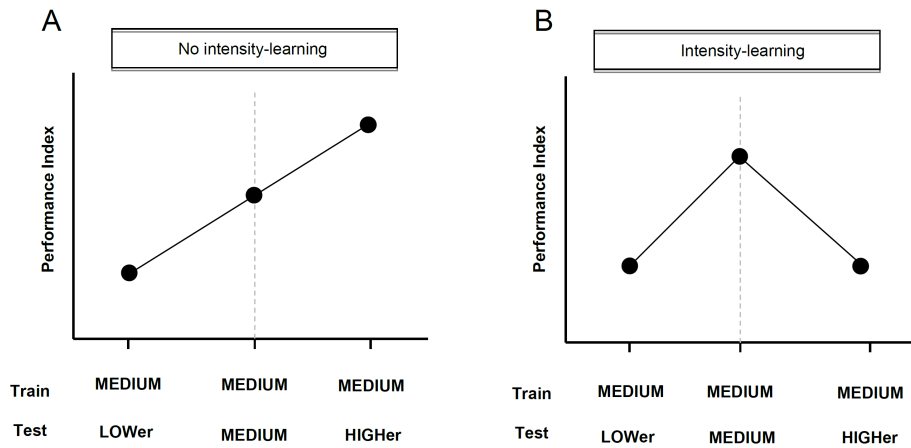 A
No intensity-learning
Performance Index
Train MEDIUM MEDIUM MEDIUM
Test LOWer MEDIUM HIGHer
B
Intensity-learning
Performance Index
Train MEDIUM MEDIUM MEDIUM
Test LOWer MEDIUM HIGHer